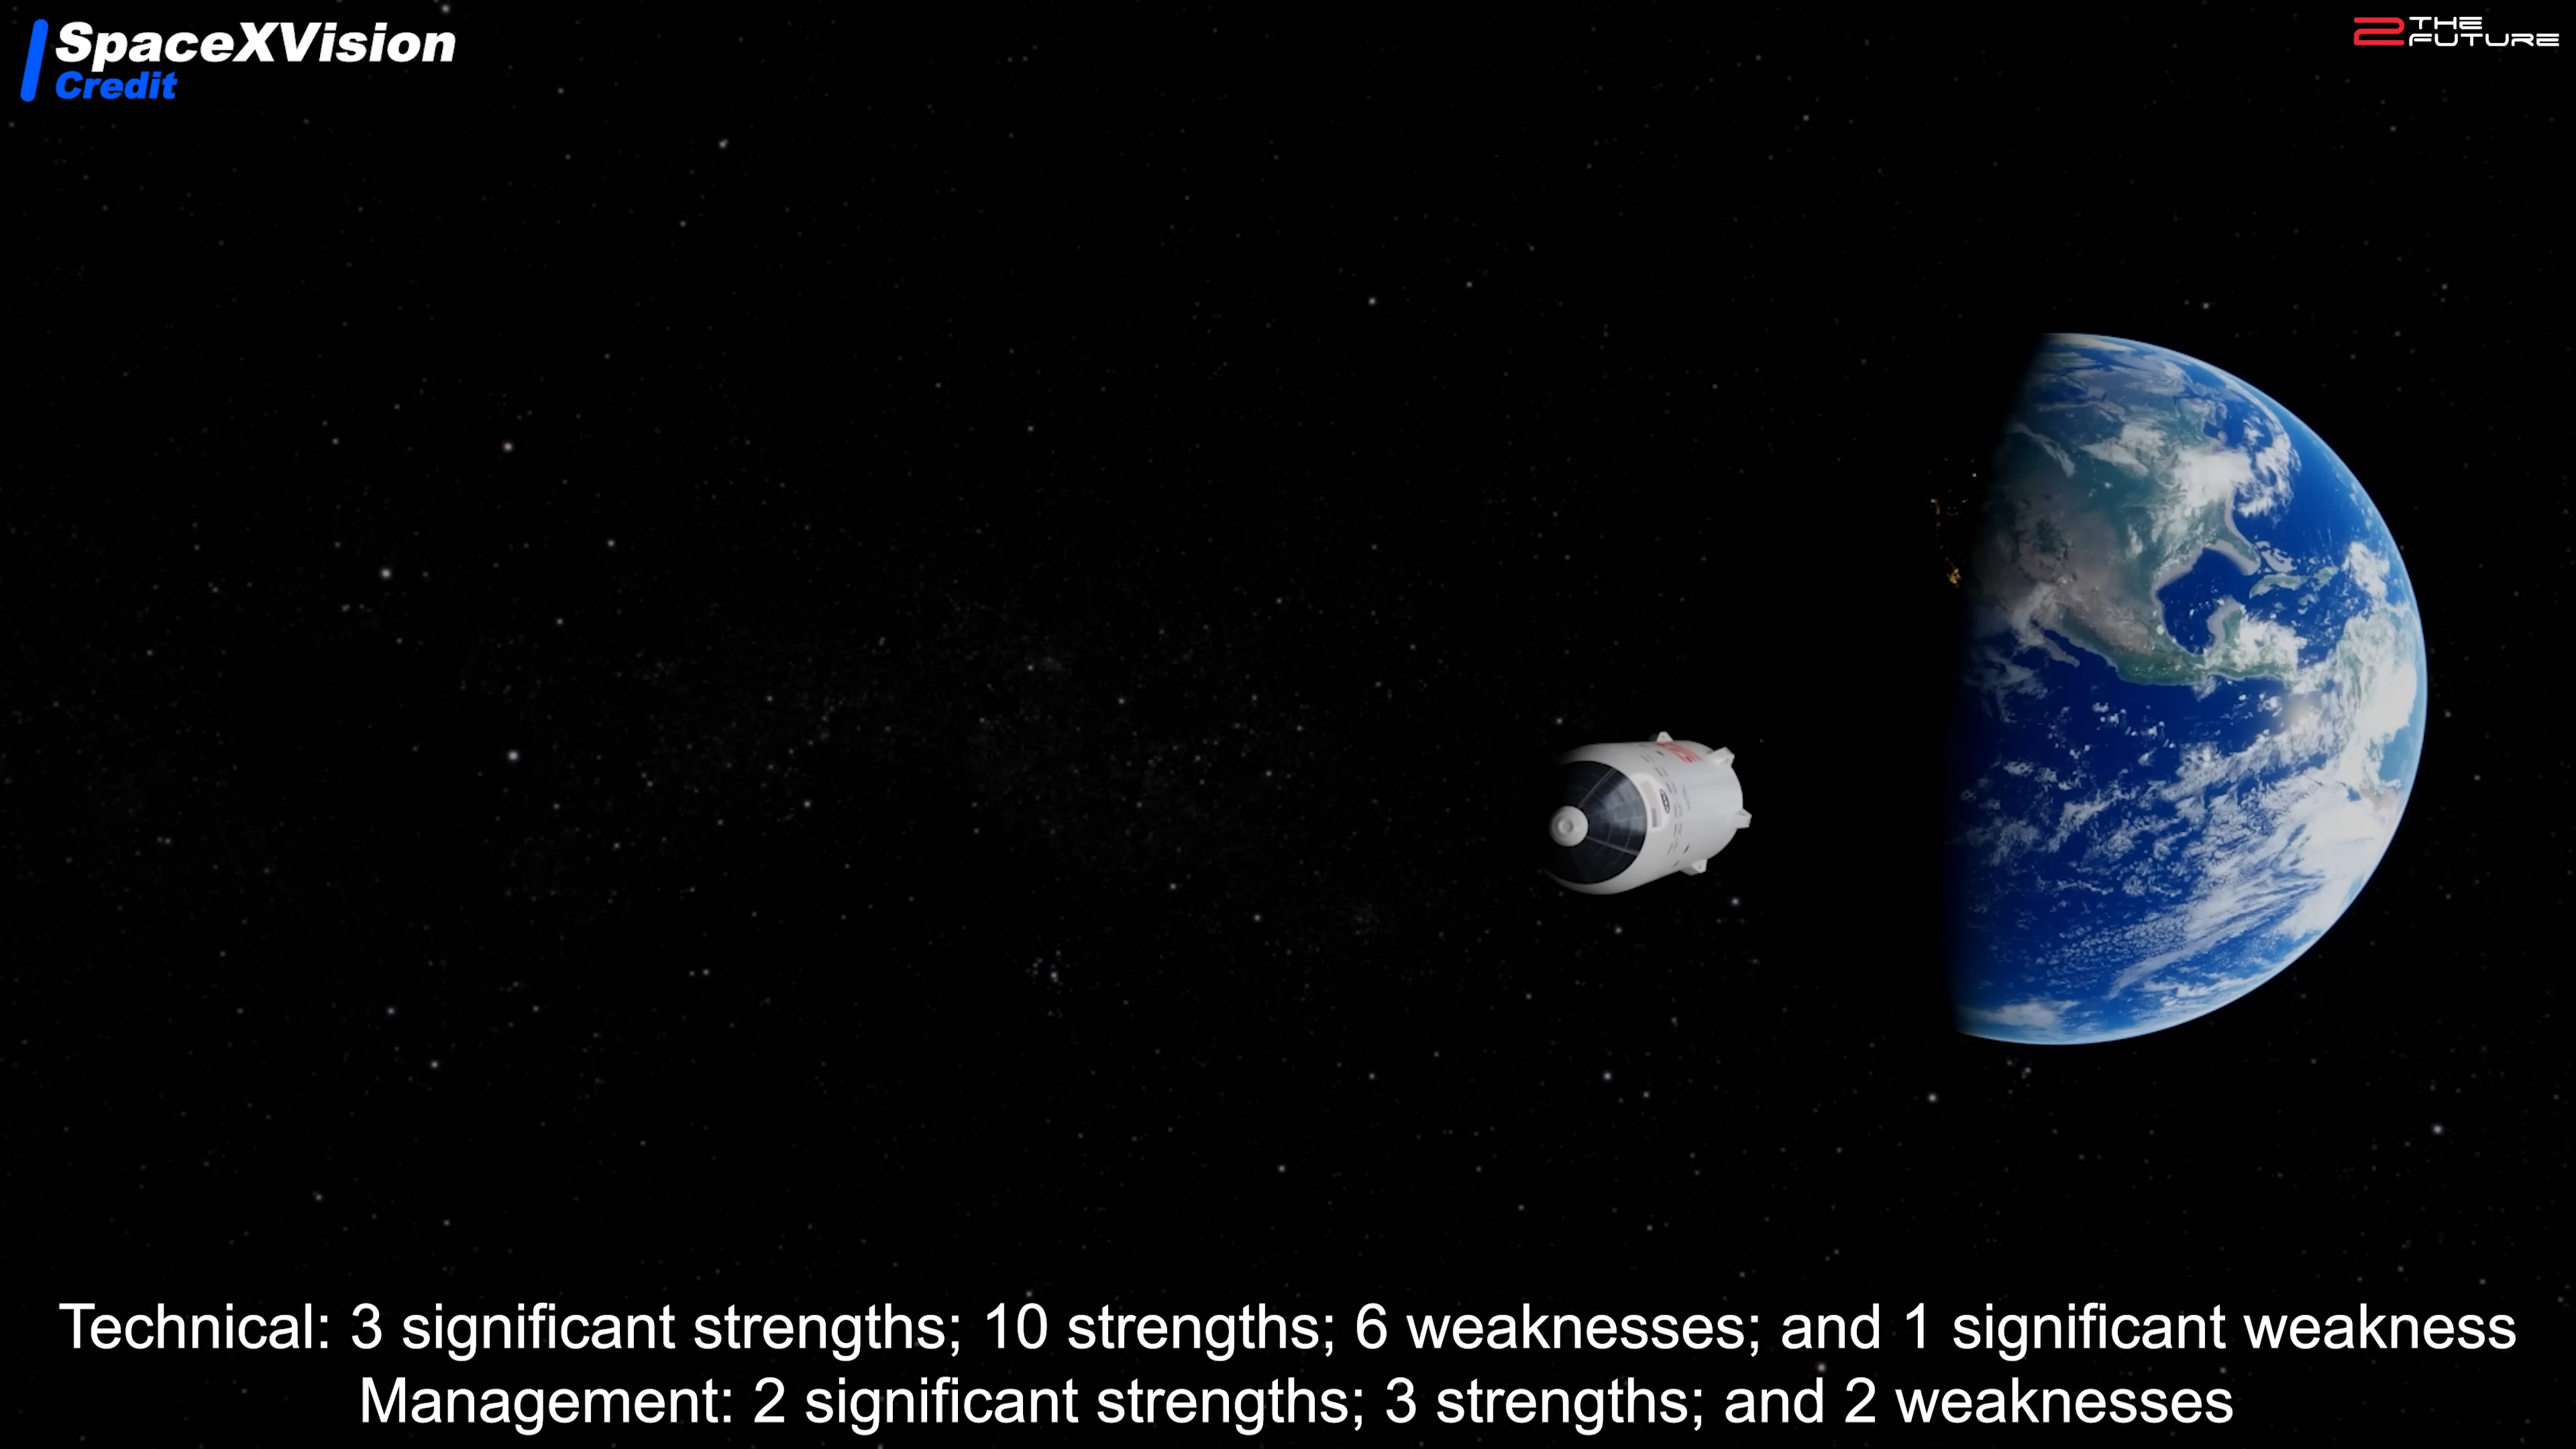 SpaceXVision
Credit
2 THE
FUTURE
Technical: 3 significant strengths; 10 strengths; 6 weaknesses; and 1 significant weakness
Management: 2 significant strengths; 3 strengths; and 2 weaknesses